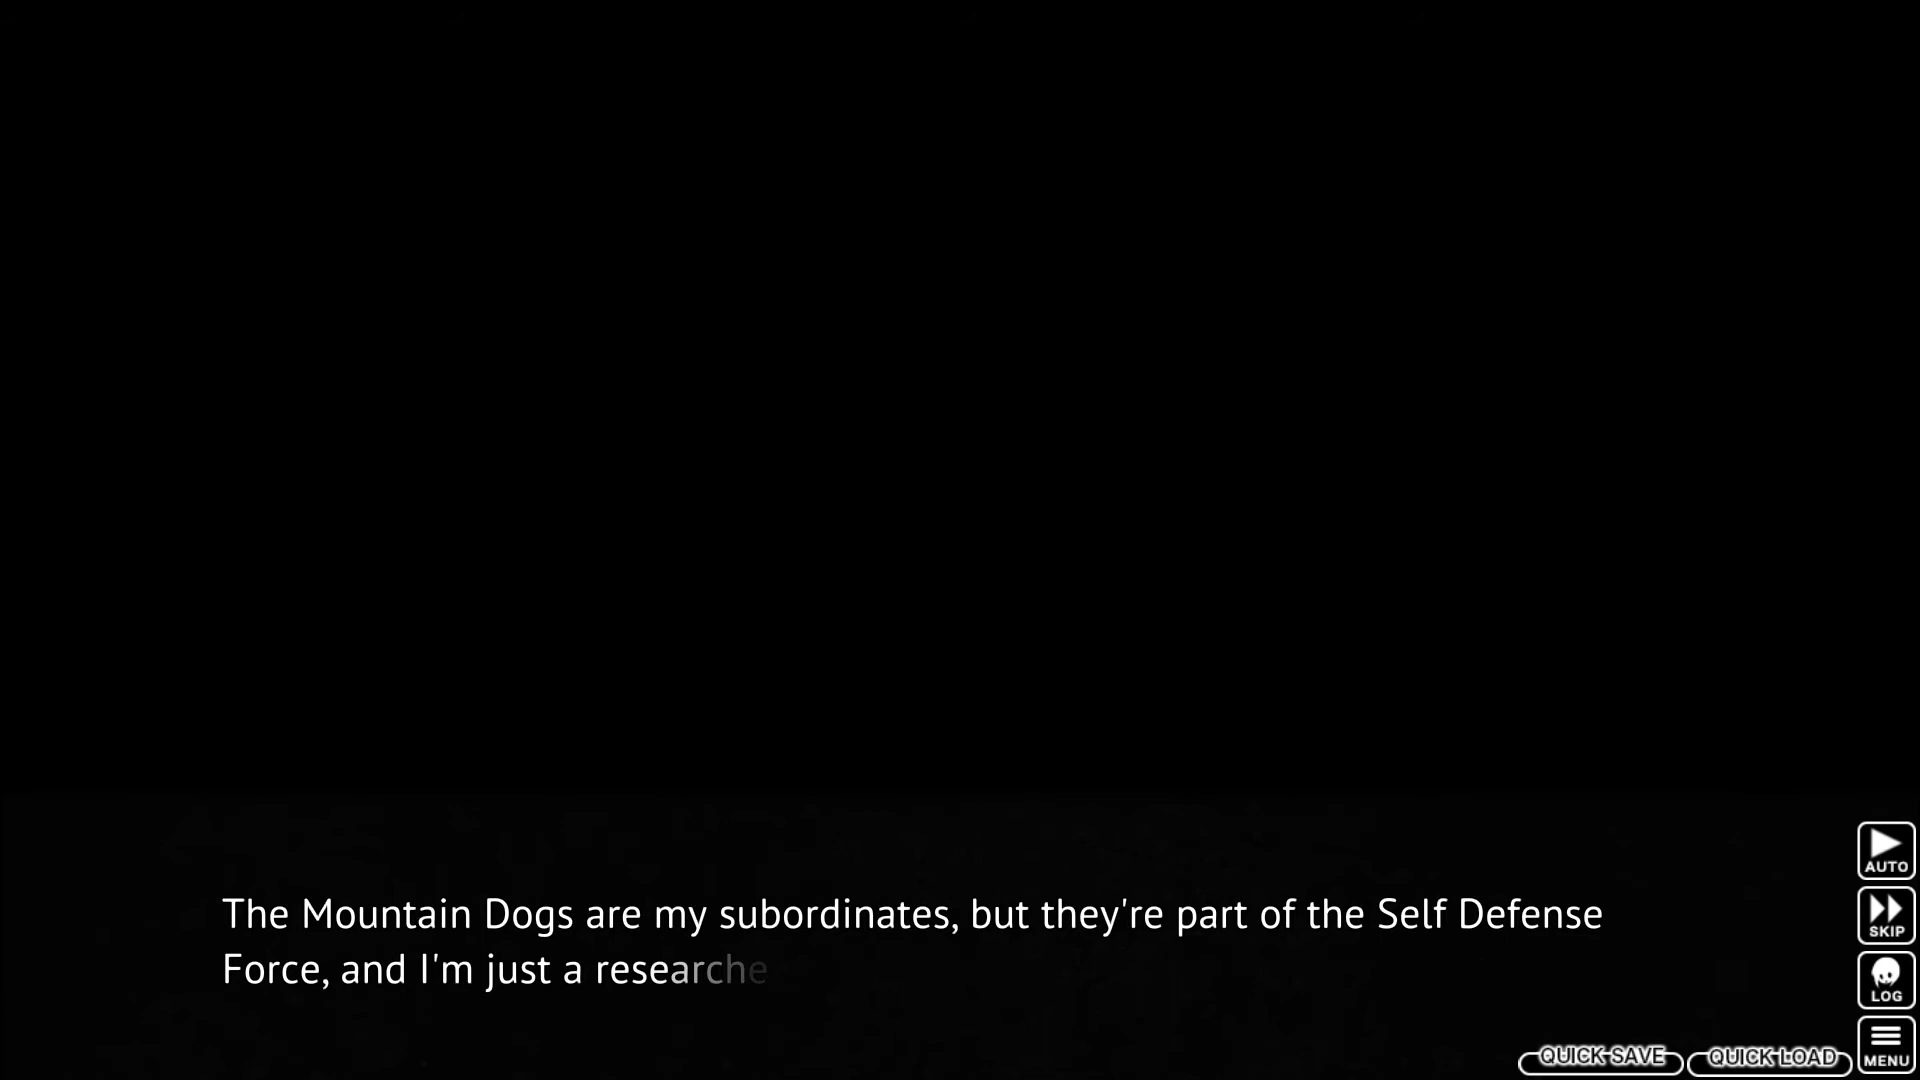 The Mountain Dogs are my subordinates, but they're part of the Self Defense
Force, and I'm just a researche
AUTO
SKIP
LOG
MENU
QUICK SAVE
QUICK LOAD